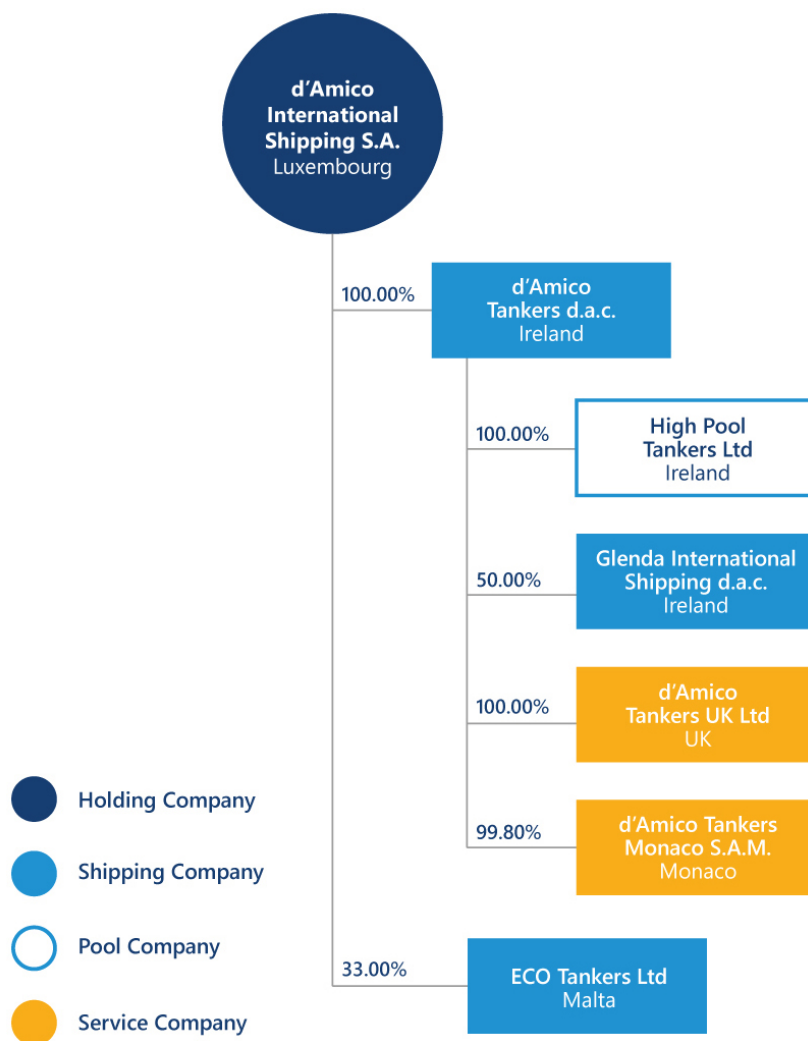 d’Amico
International
Shipping S.A.
Luxembourg
100.00%
d’Amico
Tankers d.a.c.
Ireland
100.00%
High Pool
Tankers Ltd
Ireland
50.00%
Glenda International
Shipping d.a.c.
Ireland
100.00%
d’Amico
Tankers UK Ltd
UK
99.80%
d’Amico Tankers
Monaco S.A.M.
Monaco
33.00%
ECO Tankers Ltd
Malta
Holding Company
Shipping Company
Pool Company
Service Company